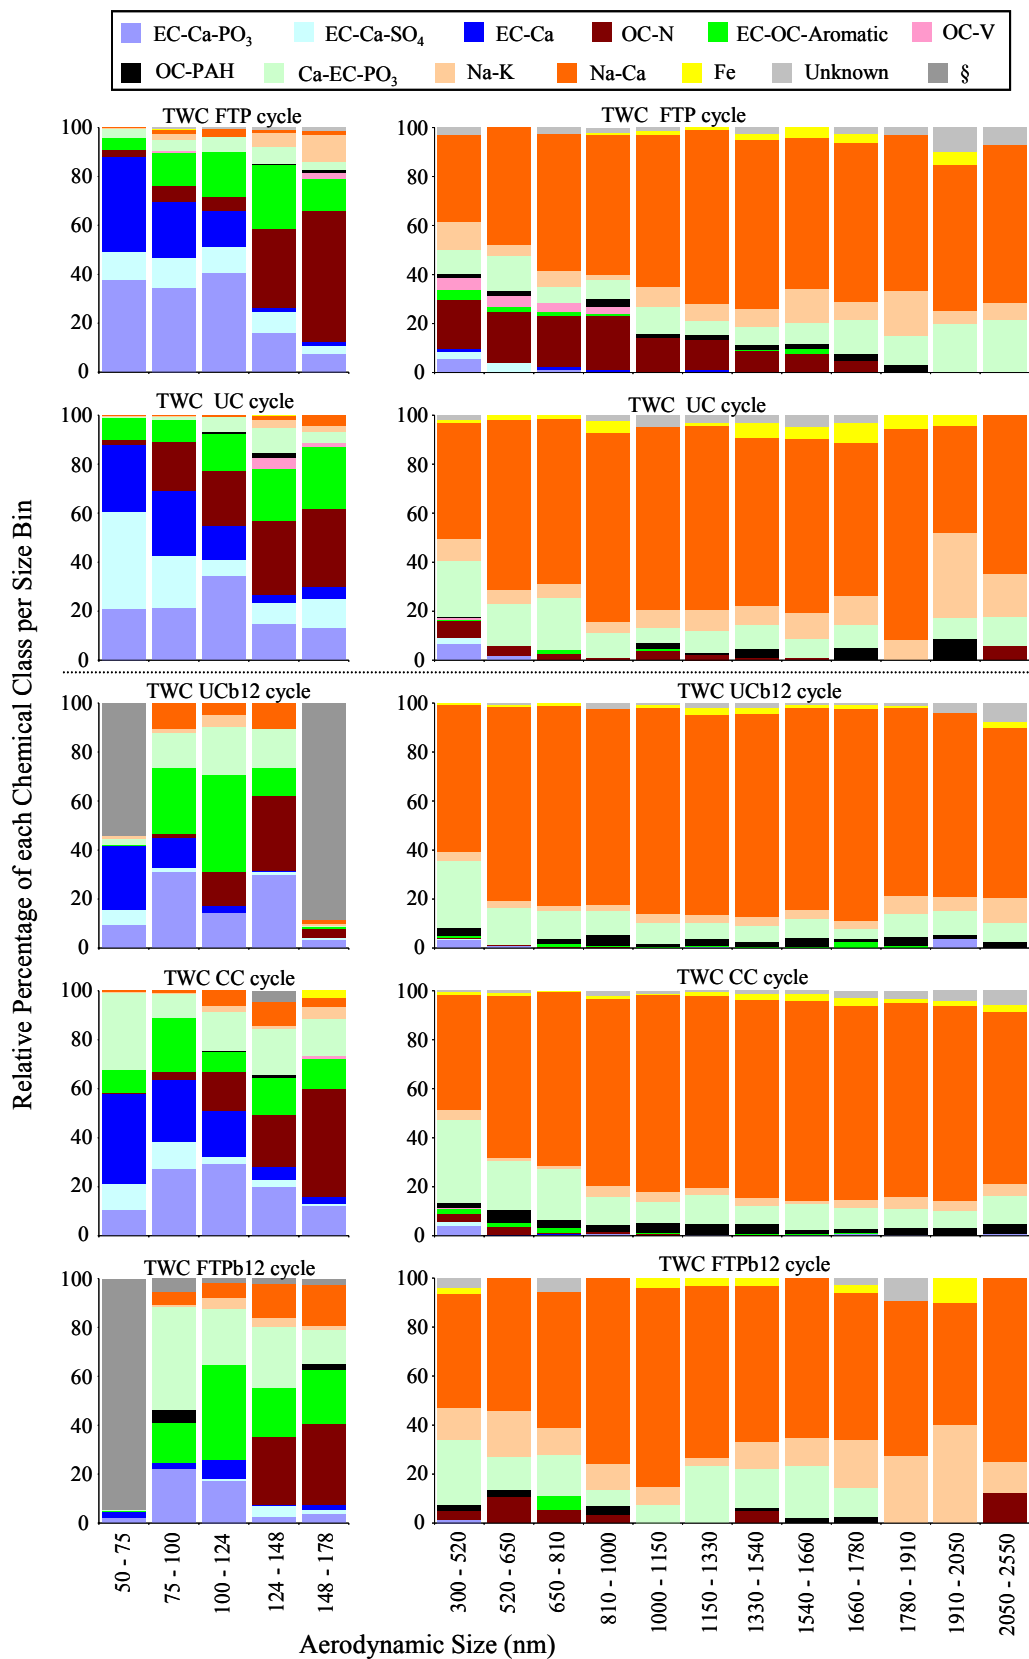 EC-Ca-PO₃ EC-Ca-SO₄ EC-Ca OC-N EC-OC-Aromatic OC-V
OC-PAH Ca-EC-PO₃ Na-K Na-Ca Fe Unknown §
TWC FTP cycle
100
80
60
40
20
0
TWC FTP cycle
100
80
60
40
20
0
TWC UC cycle
100
80
60
40
20
0
TWC UC cycle
100
80
60
40
20
0
TWC UCb12 cycle
100
80
60
40
20
0
TWC UCb12 cycle
100
80
60
40
20
0
TWC CC cycle
100
80
60
40
20
0
TWC CC cycle
100
80
60
40
20
0
TWC FTPb12 cycle
100
80
60
40
20
0
TWC FTPb12 cycle
100
80
60
40
20
0
Relative Percentage of each Chemical Class per Size Bin
50 - 75
75 - 100
100 - 124
124 - 148
148 - 178
300 - 520
520 - 650
650 - 810
810 - 1000
1000 - 1150
1150 - 1330
1330 - 1540
1540 - 1660
1660 - 1780
1780 - 1910
1910 - 2050
2050 - 2550
Aerodynamic Size (nm)